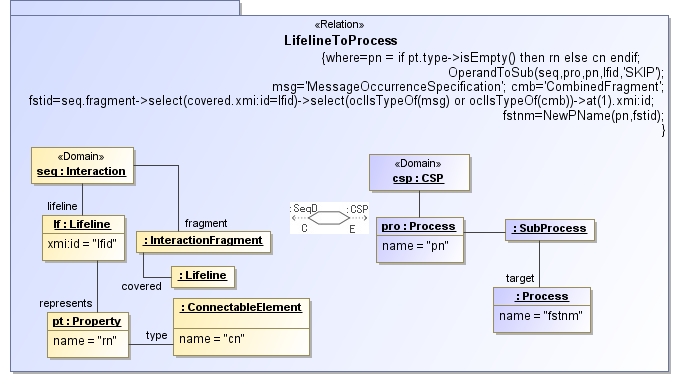 «Relation»
LifelineToProcess
{where=pn = if pt.type->isEmpty() then rn else cn endif;
OperandToSub(seq,pro,pn,lfid,'SKIP');
msg='MessageOccurrenceSpecification'; cmb='CombinedFragment';
fstid=seq.fragment->select(covered.xmi:id=lfid)->select(oclIsTypeOf(msg) or oclIsTypeOf(cmb))->at(1).xmi:id;
fstnm=NewPName(pn,fstid);
}
«Domain»
seq : Interaction
lifeline
fragment
lf : Lifeline
xmi:id = "lfid"
: InteractionFragment
covered
: Lifeline
represents
pt : Property
name = "rn"
type
: ConnectableElement
name = "cn"
: SeqD
: CSP
C
E
«Domain»
csp : CSP
pro : Process
name = "pn"
: SubProcess
target
: Process
name = "fstnm"